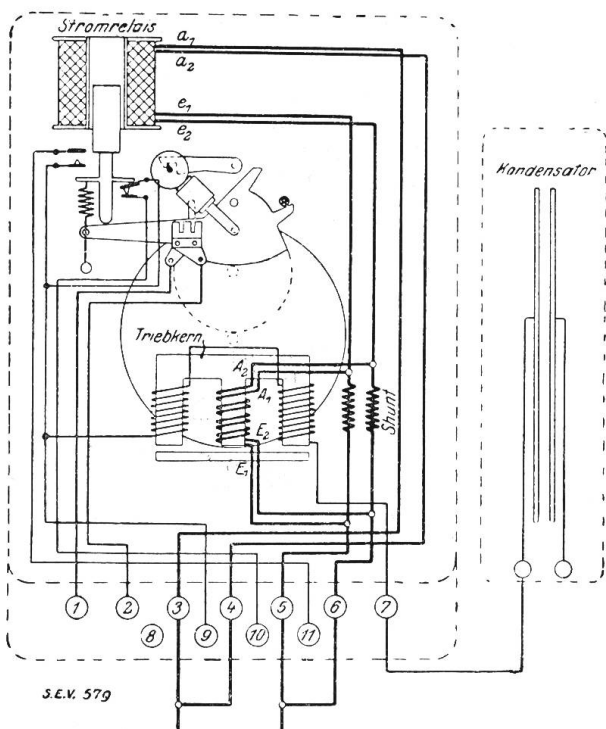 Stromrelais
a1
a2
e1
e2
Kondensator
Triebkern
A2
A1
E2
E1
Shunt
1 2 3 4 5 6 7
8 9 10 11
S.E.V. 579